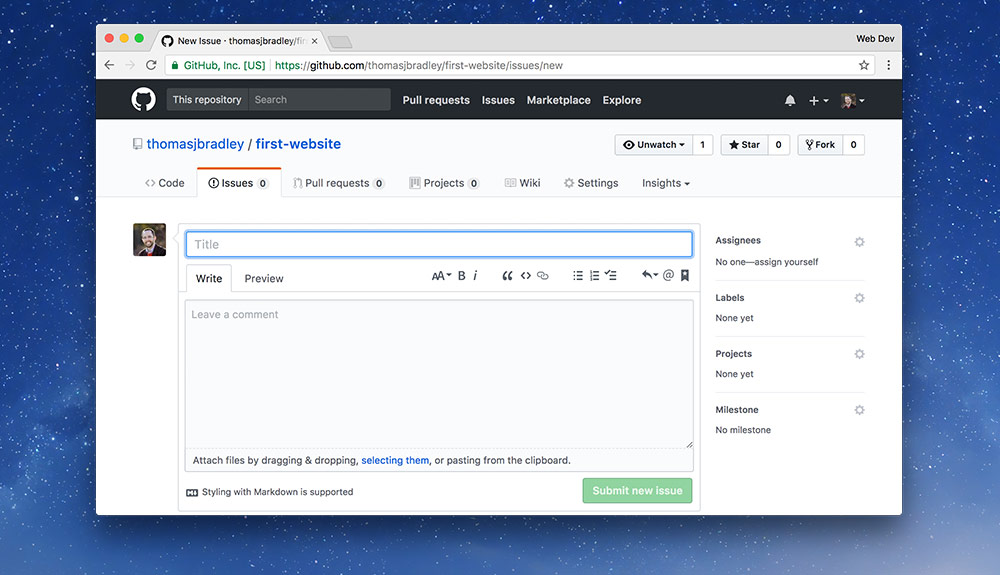 New Issue · thomasjbradley/fir
Web Dev
GitHub, Inc. [US] https://github.com/thomasjbradley/first-website/issues/new
This repository Search Pull requests Issues Marketplace Explore
thomasjbradley / first-website
Unwatch 1 Star 0 Fork 0
Code Issues 0 Pull requests 0 Projects 0 Wiki Settings Insights
Title
Write Preview AA B i
Leave a comment
Attach files by dragging & dropping, selecting them, or pasting from the clipboard.
Styling with Markdown is supported
Submit new issue
Assignees
No one—assign yourself
Labels
None yet
Projects
None yet
Milestone
No milestone